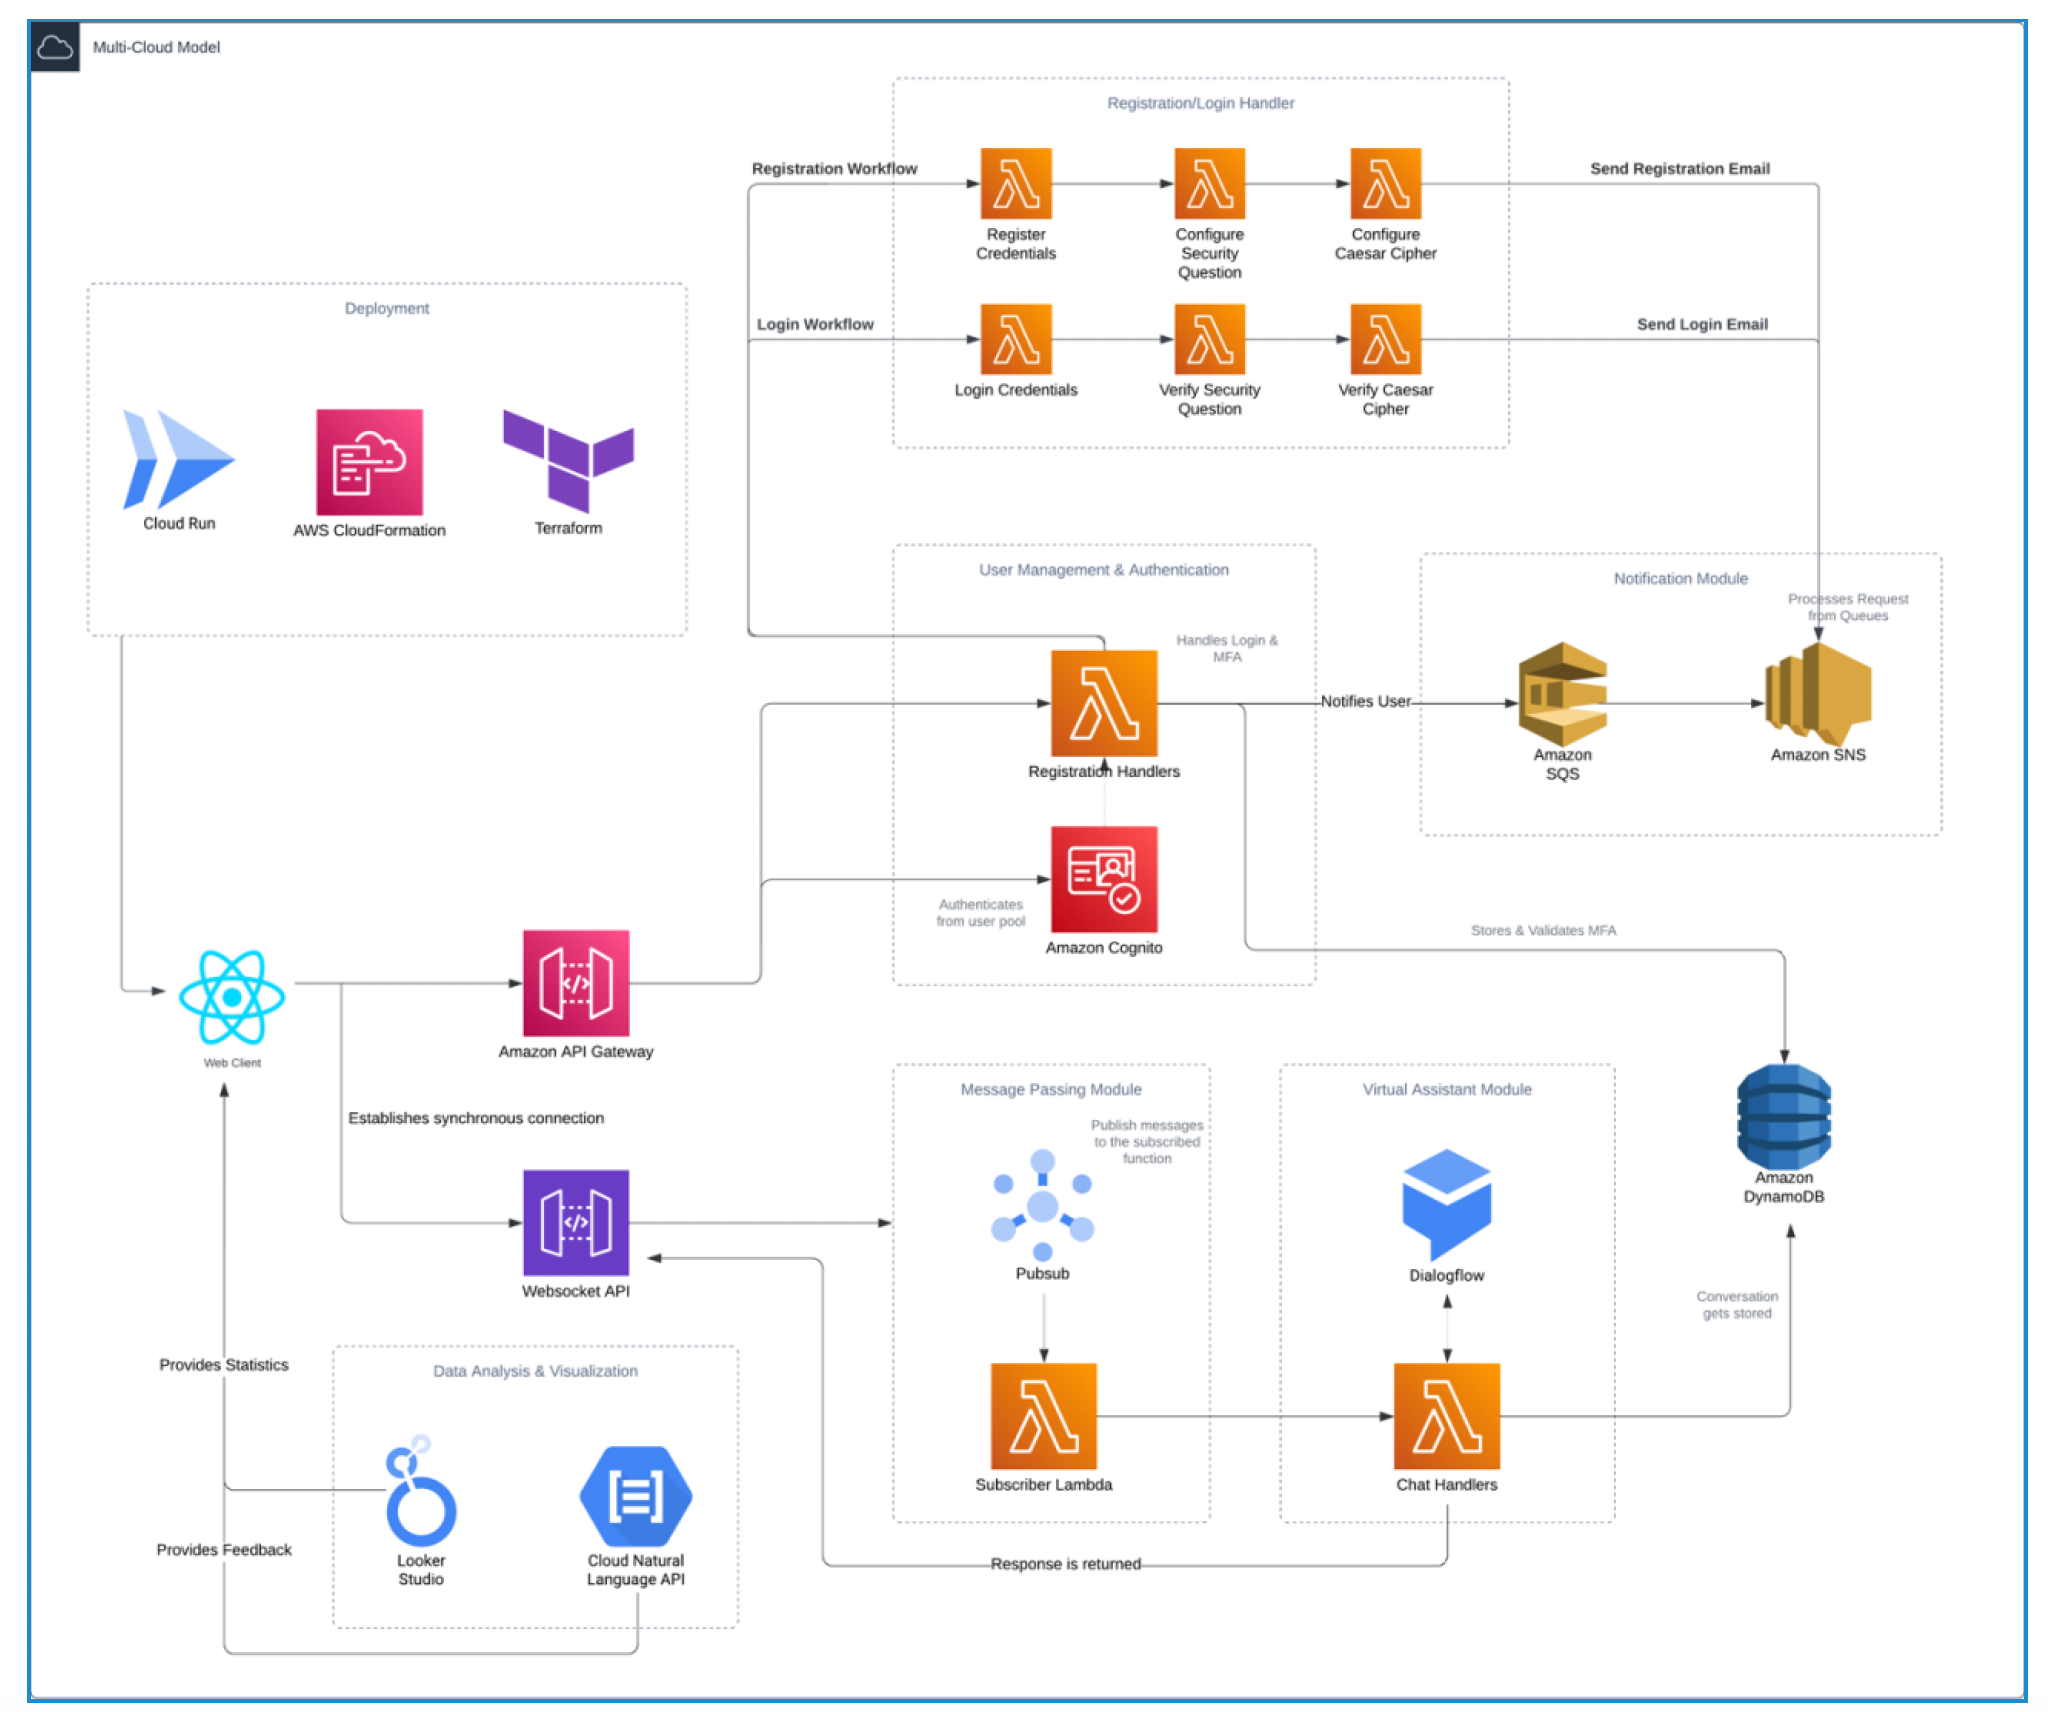 Multi-Cloud Model
Registration/Login Handler
Registration Workflow
Send Registration Email
Register
Credentials
Configure
Security
Question
Configure
Caesar Cipher
Login Workflow
Send Login Email
Login Credentials
Verify Security
Question
Verify Caesar
Cipher
Deployment
Cloud Run
AWS CloudFormation
Terraform
User Management & Authentication
Handles Login &
MFA
Registration Handlers
Notifies User
Authenticates
from user pool
Amazon Cognito
Notification Module
Processes Request
from Queues
Amazon
SQS
Amazon SNS
Stores & Validates MFA
Web Client
Amazon API Gateway
Establishes synchronous connection
Websocket API
Message Passing Module
Publish messages
to the subscribed
function
Pubsub
Subscriber Lambda
Virtual Assistant Module
Dialogflow
Chat Handlers
Amazon
DynamoDB
Conversation
gets stored
Response is returned
Provides Statistics
Provides Feedback
Data Analysis & Visualization
Looker
Studio
Cloud Natural
Language API